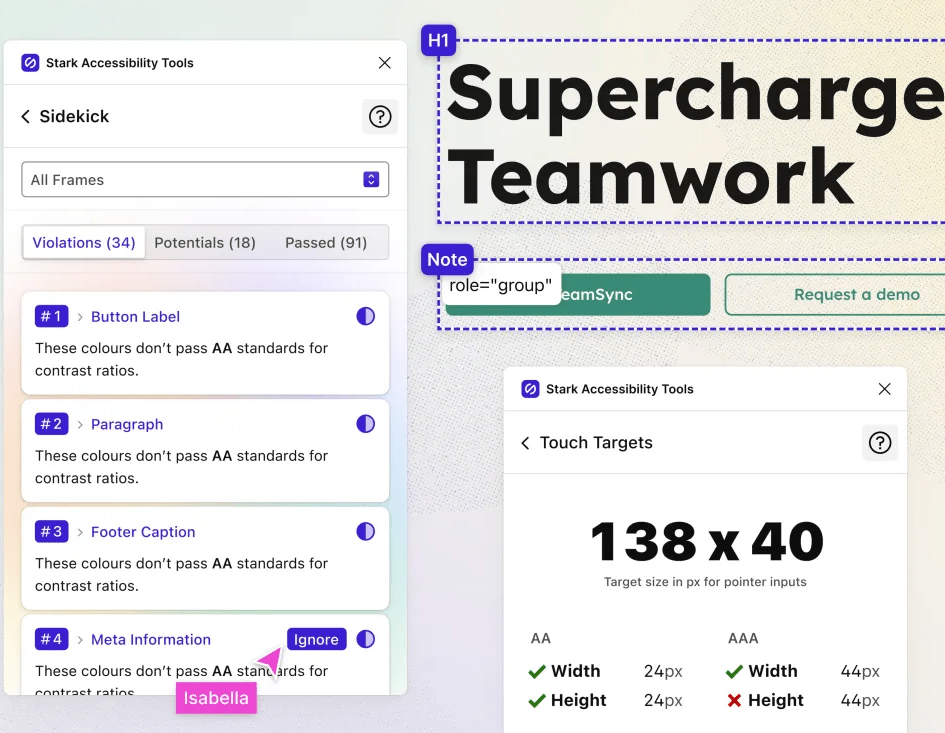 Stark Accessibility Tools
Sidekick
?
All Frames
Violations (34)
Potentials (18)
Passed (91)
#1 > Button Label
These colours don’t pass AA standards for
contrast ratios.
#2 > Paragraph
These colours don’t pass AA standards for
contrast ratios.
#3 > Footer Caption
These colours don’t pass AA standards for
contrast ratios.
#4 > Meta Information
Ignore
These colours don’t pass AA standards for
contrast ratios.
Isabella
H1
Supercharge
Teamwork
Note
role="group"
eamSync
Request a demo
Stark Accessibility Tools
Touch Targets
?
138 x 40
Target size in px for pointer inputs
AA
Width 24px
Height 24px
AAA
Width 44px
Height 44px